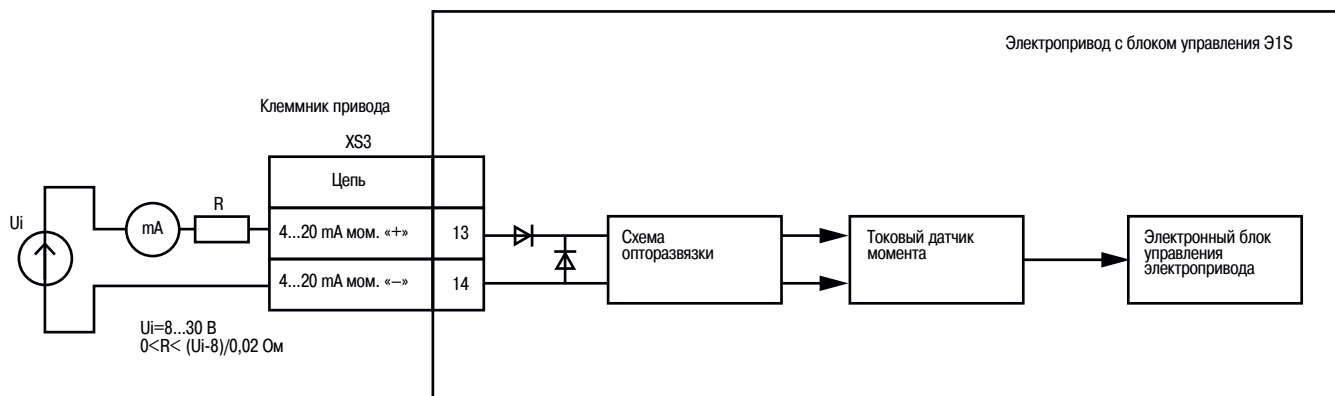 Электропривод с блоком управления Э1S
Клеммник привода
XS3
Цепь
Ui
mA
R
4...20 mA мом. «+»
13
4...20 mA мом. «–»
14
Схема
опторазвязки
Токовый датчик
момента
Электронный блок
управления
электропривода
Ui=8...30 В
0<R< (Ui-8)/0,02 Ом